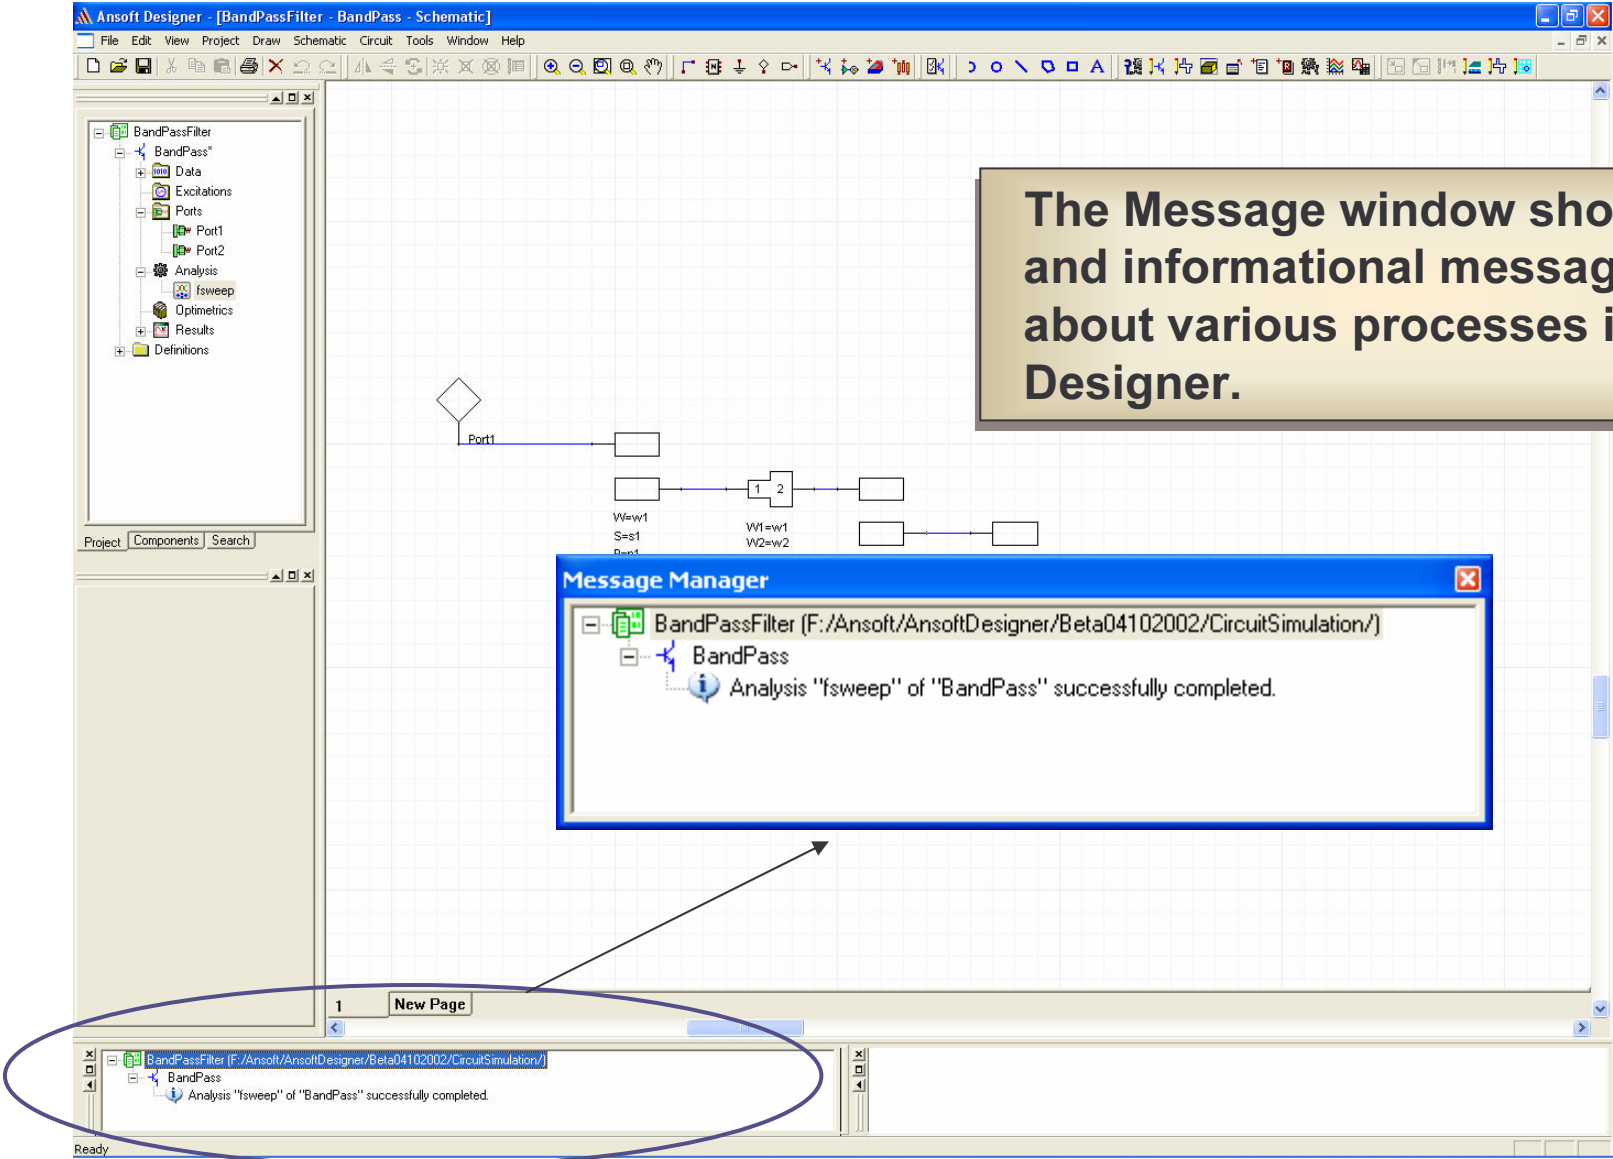 Ansoft Designer - [BandPassFilter - BandPass - Schematic]
File Edit View Project Draw Schematic Circuit Tools Window Help
BandPassFilter
BandPass*
Data
Excitations
Ports
Port1
Port2
Analysis
fsweep
Optimetrics
Results
Definitions
Project Components Search
The Message window sho
and informational messag
about various processes i
Designer.
Port1
1 2
W=w1
S=s1
W1=w1
W2=w2
Message Manager
BandPassFilter (F:/Ansoft/AnsoftDesigner/Beta04102002/CircuitSimulation/)
BandPass
Analysis "fsweep" of "BandPass" successfully completed.
1 New Page
BandPassFilter (F:/Ansoft/AnsoftDesigner/Beta04102002/CircuitSimulation/)
BandPass
Analysis "fsweep" of "BandPass" successfully completed.
Ready